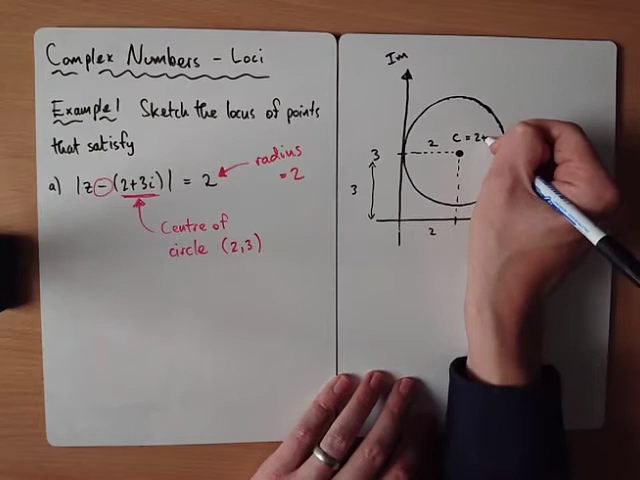 Complex Numbers - Loci
Example 1 Sketch the locus of points
that satisfy
a) |z-(2+3i)| = 2
radius
= 2
Centre of
circle (2,3)
Im
2
C = 2+
3
3
2